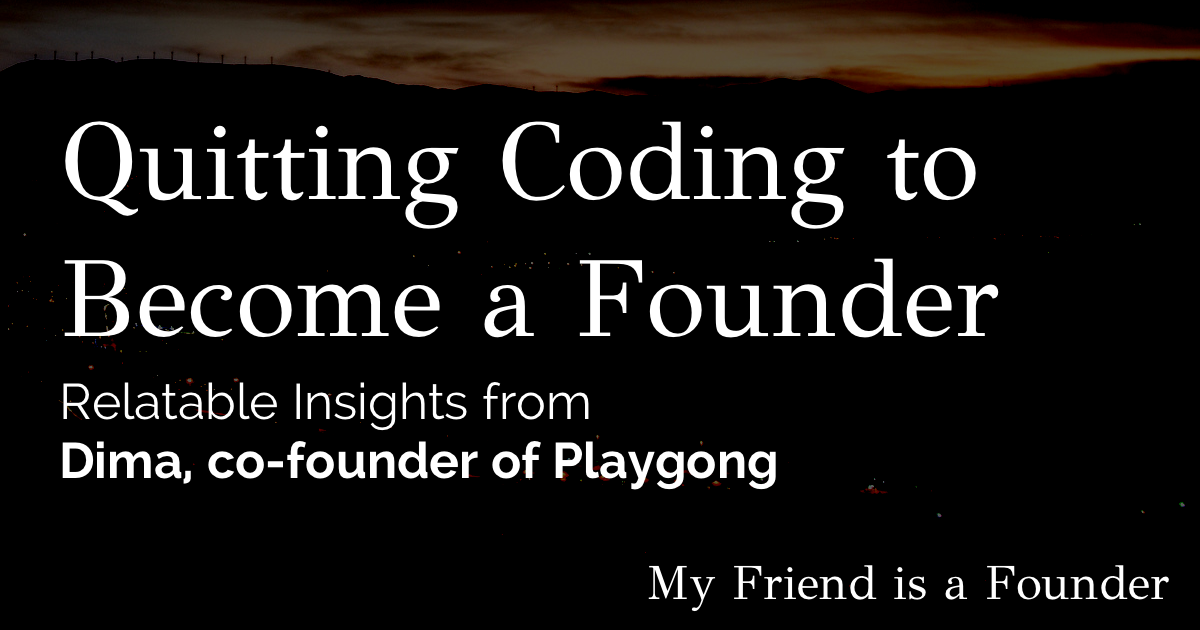 Quitting Coding to
Become a Founder
Relatable Insights from
Dima, co-founder of Playgong
My Friend is a Founder